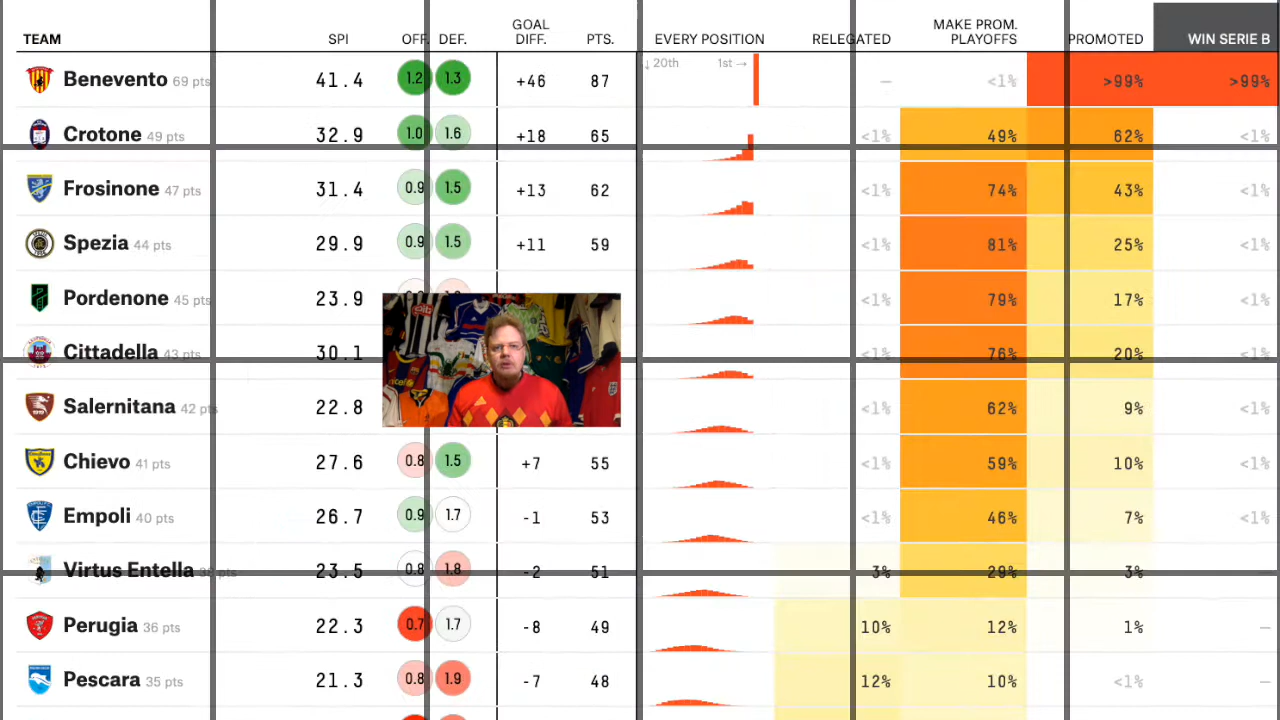 TEAM SPI OFF. DEF. GOAL DIFF. PTS. EVERY POSITION RELEGATED MAKE PROM. PLAYOFFS PROMOTED WIN SERIE B
↓ 20th 1st →
Benevento 69 pts 41.4 1.2 1.3 +46 87 — <1% >99% >99%
Crotone 49 pts 32.9 1.0 1.6 +18 65 <1% 49% 62% <1%
Frosinone 47 pts 31.4 0.9 1.5 +13 62 <1% 74% 43% <1%
Spezia 44 pts 29.9 0.9 1.5 +11 59 <1% 81% 25% <1%
Pordenone 45 pts 23.9 <1% 79% 17% <1%
Cittadella 43 pts 30.1 <1% 76% 20% <1%
Salernitana 42 pts 22.8 <1% 62% 9% <1%
Chievo 41 pts 27.6 0.8 1.5 +7 55 <1% 59% 10% <1%
Empoli 40 pts 26.7 0.9 1.7 -1 53 <1% 46% 7% <1%
Virtus Entella 38 pts 23.5 0.8 1.8 -2 51 3% 29% 3% —
Perugia 36 pts 22.3 0.7 1.7 -8 49 10% 12% 1% —
Pescara 35 pts 21.3 0.8 1.9 -7 48 12% 10% <1% —